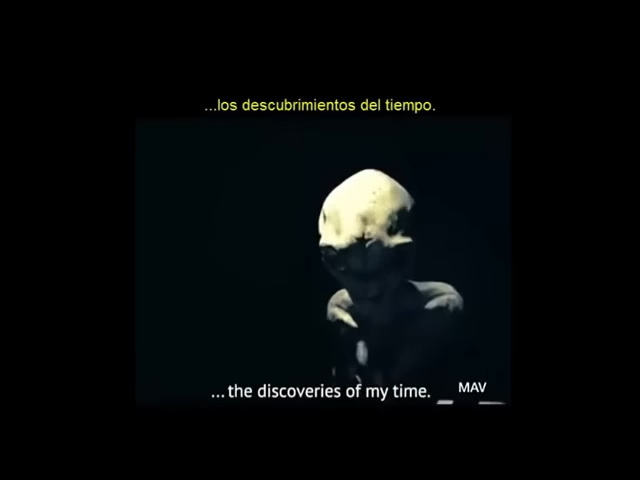 ...los descubrimientos del tiempo.
...the discoveries of my time.
MAV